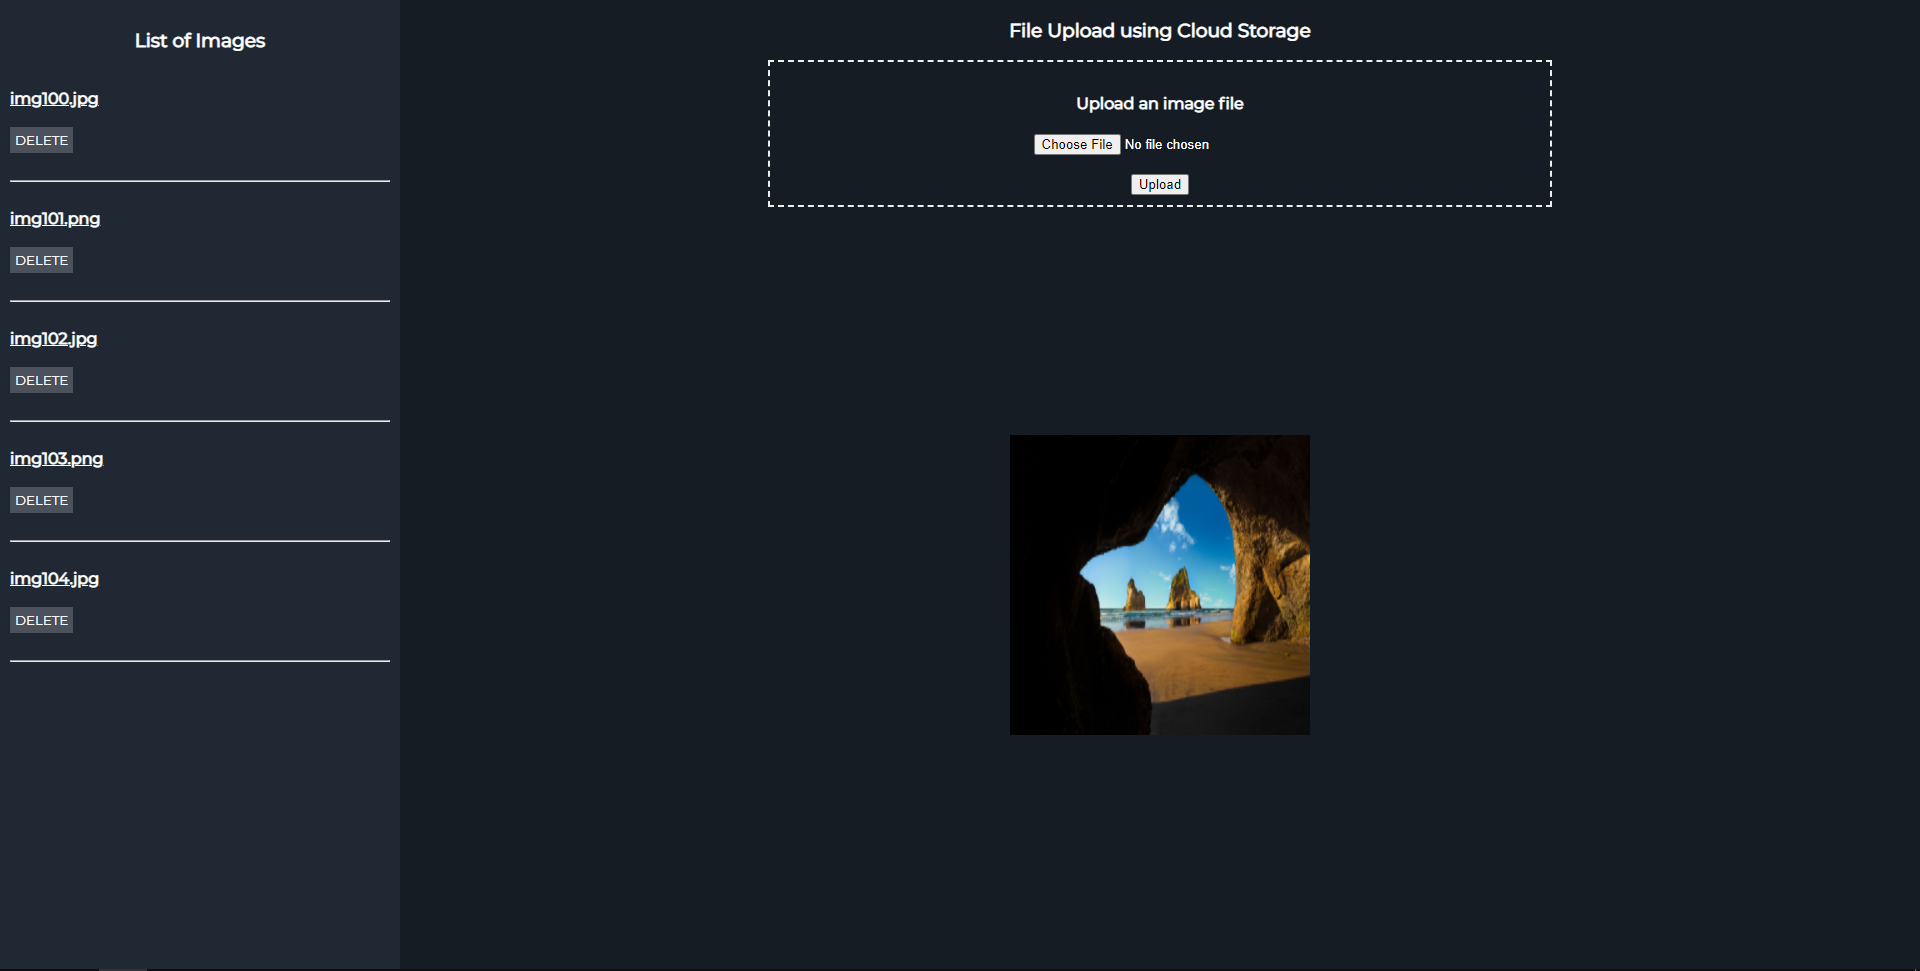 List of Images
img100.jpg
DELETE
img101.png
DELETE
img102.jpg
DELETE
img103.png
DELETE
img104.jpg
DELETE
File Upload using Cloud Storage
Upload an image file
Choose File No file chosen
Upload